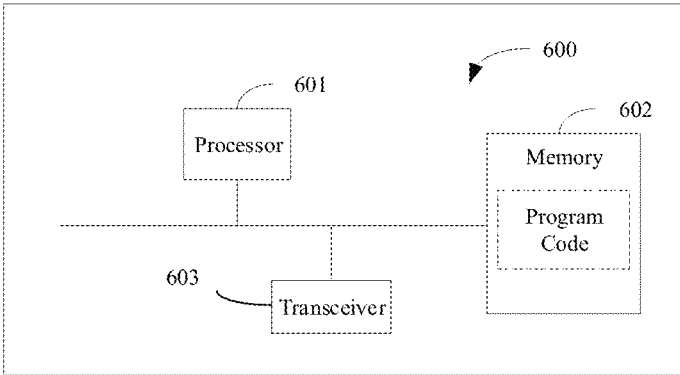 600
601
602
Processor
Memory
Program
Code
603
Transceiver